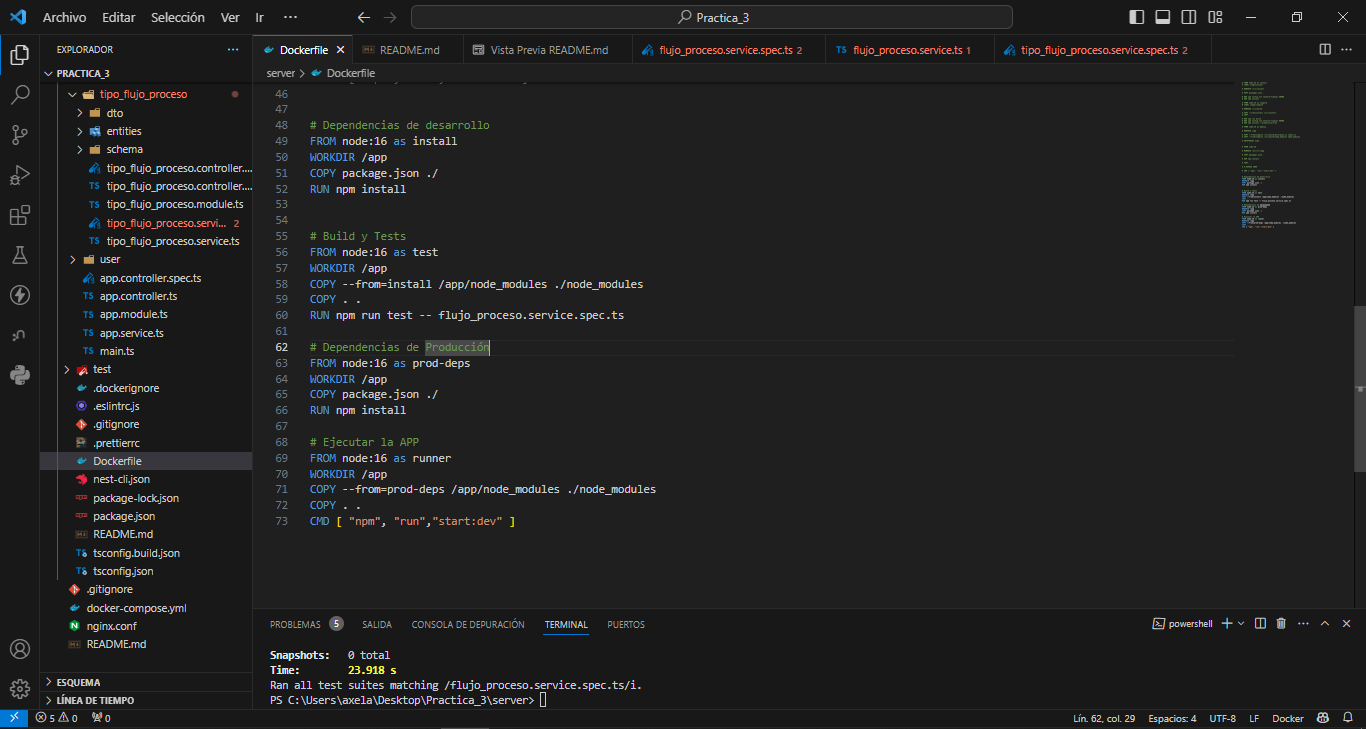 Archivo Editar Selección Ver Ir ··· Practica_3
EXPLORADOR ···
PRACTICA_3
tipo_flujo_proceso
dto
entities
schema
tipo_flujo_proceso.controller....
tipo_flujo_proceso.controller....
tipo_flujo_proceso.module.ts
tipo_flujo_proceso.servi... 2
tipo_flujo_proceso.service.ts
user
app.controller.spec.ts
app.controller.ts
app.module.ts
app.service.ts
main.ts
test
.dockerignore
.eslintrc.js
.gitignore
.prettierrc
Dockerfile
nest-cli.json
package-lock.json
package.json
README.md
tsconfig.build.json
tsconfig.json
.gitignore
docker-compose.yml
nginx.conf
README.md
ESQUEMA
LÍNEA DE TIEMPO
Dockerfile README.md Vista Previa README.md flujo_proceso.service.spec.ts 2 flujo_proceso.service.ts 1 tipo_flujo_proceso.service.spec.ts 2
server > Dockerfile
46
47
48 # Dependencias de desarrollo
49 FROM node:16 as install
50 WORKDIR /app
51 COPY package.json ./
52 RUN npm install
53
54
55 # Build y Tests
56 FROM node:16 as test
57 WORKDIR /app
58 COPY --from=install /app/node_modules ./node_modules
59 COPY . .
60 RUN npm run test -- flujo_proceso.service.spec.ts
61
62 # Dependencias de Producción
63 FROM node:16 as prod-deps
64 WORKDIR /app
65 COPY package.json ./
66 RUN npm install
67
68 # Ejecutar la APP
69 FROM node:16 as runner
70 WORKDIR /app
71 COPY --from=prod-deps /app/node_modules ./node_modules
72 COPY . .
73 CMD [ "npm", "run","start:dev" ]
PROBLEMAS 5 SALIDA CONSOLA DE DEPURACIÓN TERMINAL PUERTOS powershell
Snapshots: 0 total
Time: 23.918 s
Ran all test suites matching /flujo_proceso.service.spec.ts/i.
PS C:\Users\axela\Desktop\Practica_3\server>
5 0 0 Lín. 62, col. 29 Espacios: 4 UTF-8 LF Docker